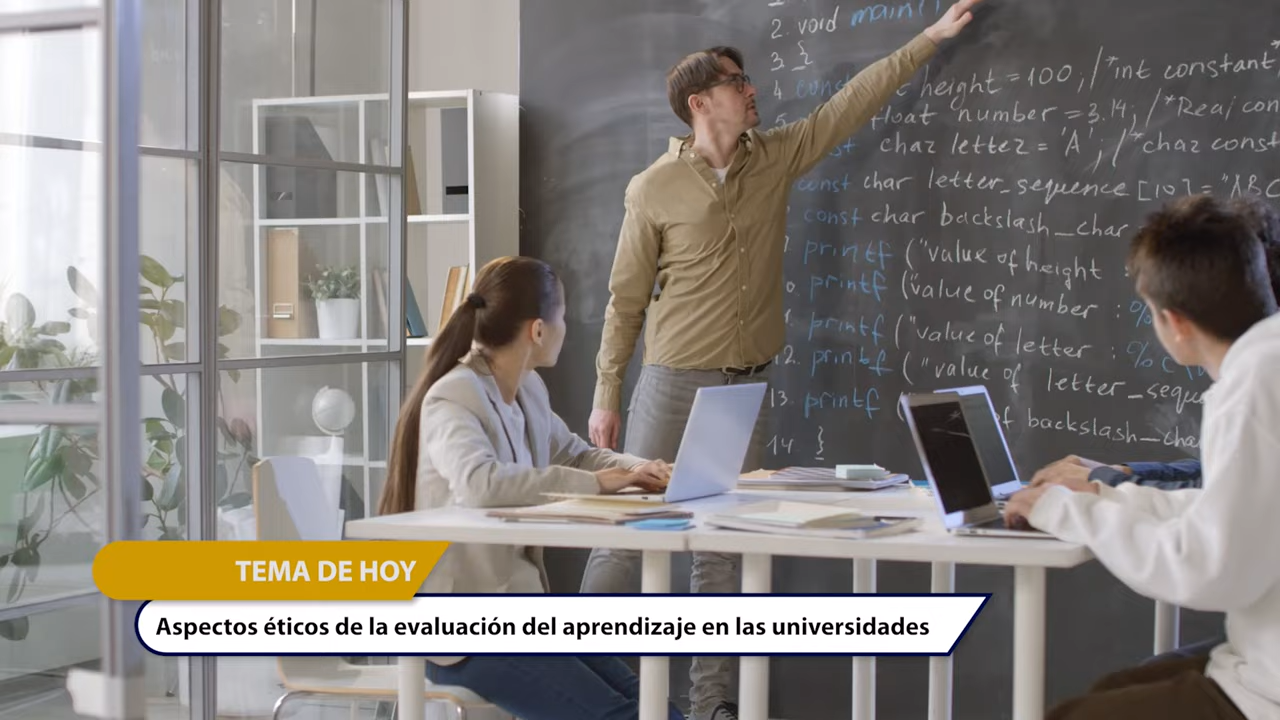 2. void main()
3. {
4 const height = 100; /*int constant*
float number = 3.14; /*Real con
char letter = 'A'; /*char const
const char letter_sequence [10] = "ABC
const char backslash_char
printf ("value of height :
printf ("value of number : %
printf ("value of letter : %c
12. printf ("value of letter_seque
13. printf of backslash_cha
14 }
TEMA DE HOY
Aspectos éticos de la evaluación del aprendizaje en las universidades